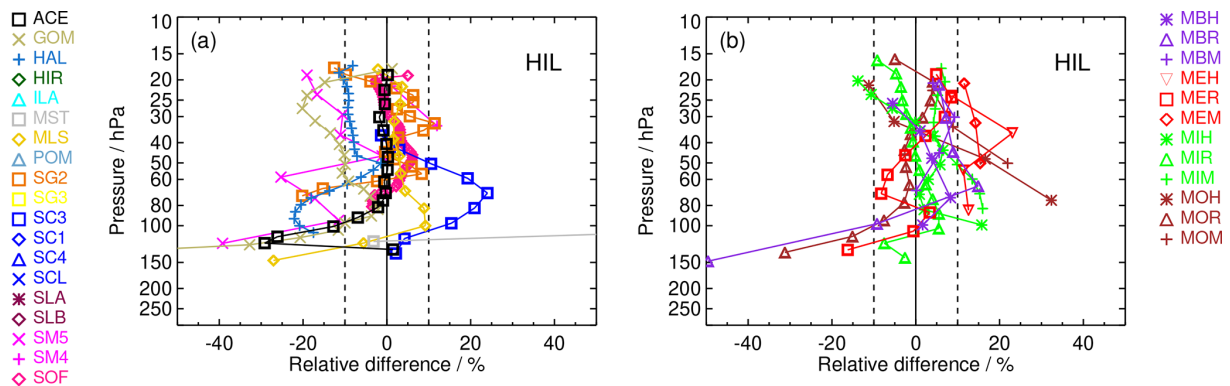 ACE
GOM
HAL
HIR
ILA
MST
MLS
POM
SG2
SG3
SC3
SC1
SC4
SCL
SLA
SLB
SM5
SM4
SOF
(a)
HIL
Pressure / hPa
10
15
20
25
30
40
50
60
80
100
150
200
250
-40 -20 0 20 40
Relative difference / %
(b)
HIL
Pressure / hPa
10
15
20
25
30
40
50
60
80
100
150
200
250
-40 -20 0 20 40
Relative difference / %
MBH
MBR
MBM
MEH
MER
MEM
MIH
MIR
MIM
MOH
MOR
MOM